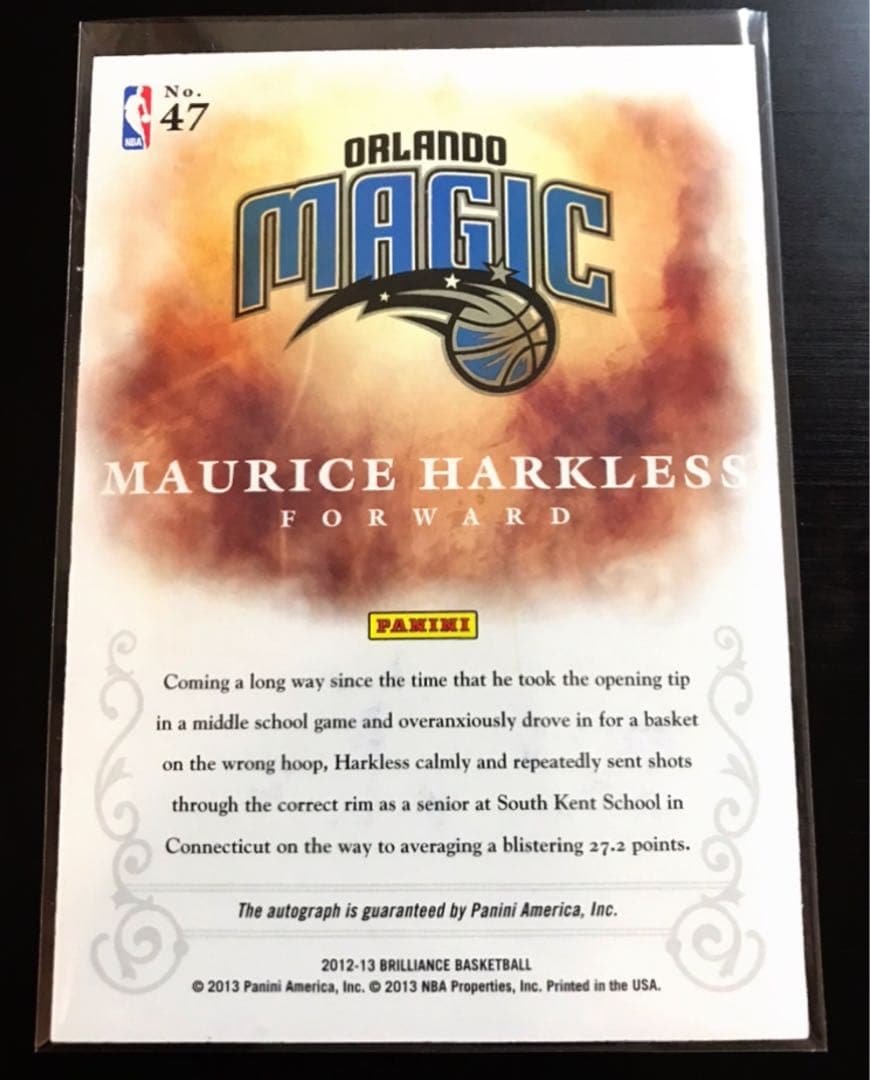 No.
47
NBA
ORLANDO
MAGIC
MAURICE HARKLESS
FORWARD
PANINI
Coming a long way since the time that he took the opening tip
in a middle school game and overanxiously drove in for a basket
on the wrong hoop, Harkless calmly and repeatedly sent shots
through the correct rim as a senior at South Kent School in
Connecticut on the way to averaging a blistering 27.2 points.
The autograph is guaranteed by Panini America, Inc.
2012-13 BRILLIANCE BASKETBALL
© 2013 Panini America, Inc. © 2013 NBA Properties, Inc. Printed in the USA.